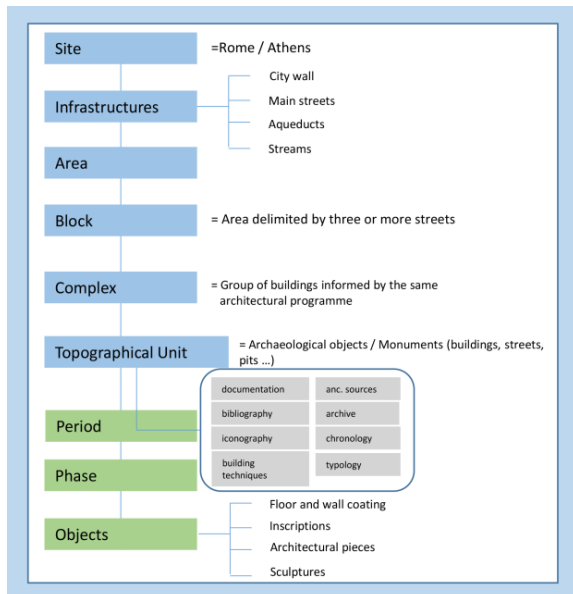 Site
=Rome / Athens
City wall
Infrastructures
Main streets
Aqueducts
Streams
Area
Block
= Area delimited by three or more streets
Complex
= Group of buildings informed by the same
architectural programme
Topographical Unit
= Archaeological objects / Monuments (buildings, streets,
pits ...)
documentation
anc. sources
bibliography
archive
iconography
chronology
building
techniques
typology
Period
Phase
Objects
Floor and wall coating
Inscriptions
Architectural pieces
Sculptures